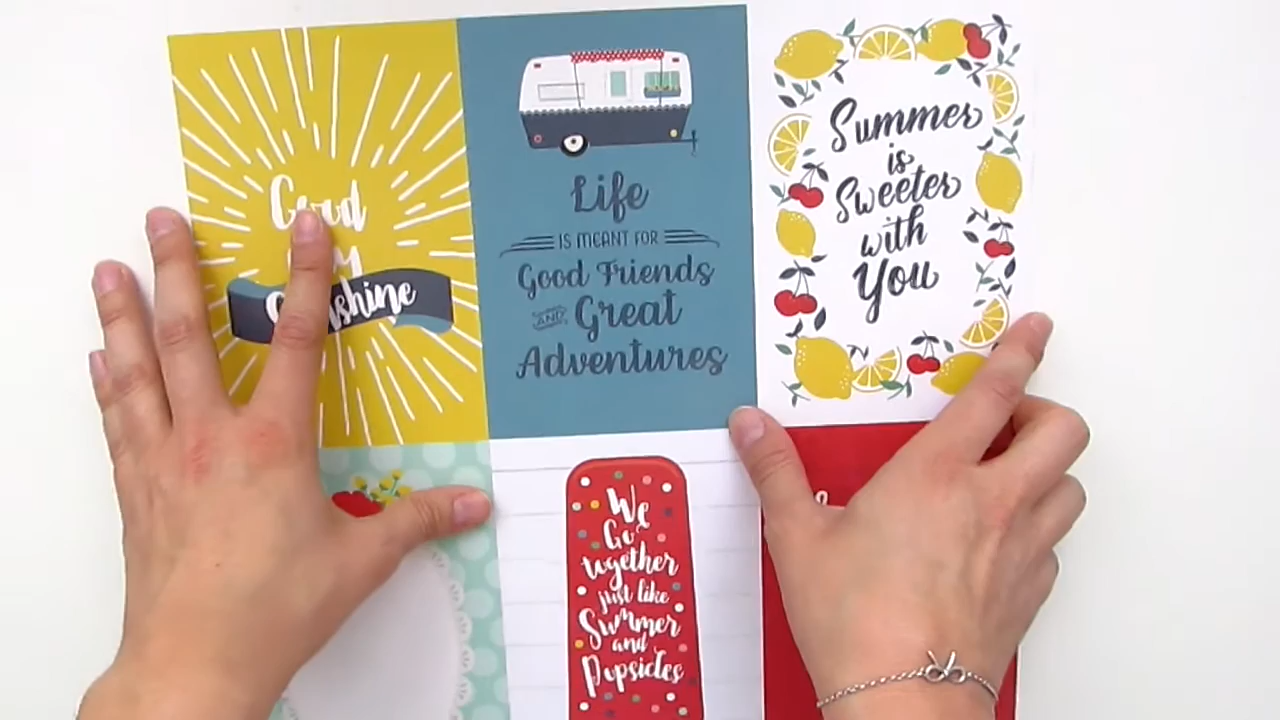 Good
Life
IS MEANT FOR
Good Friends
AND Great
Adventures
Summer
is
Sweeter
with
You
We
Go
together
just like
Summer
and
Popsicles